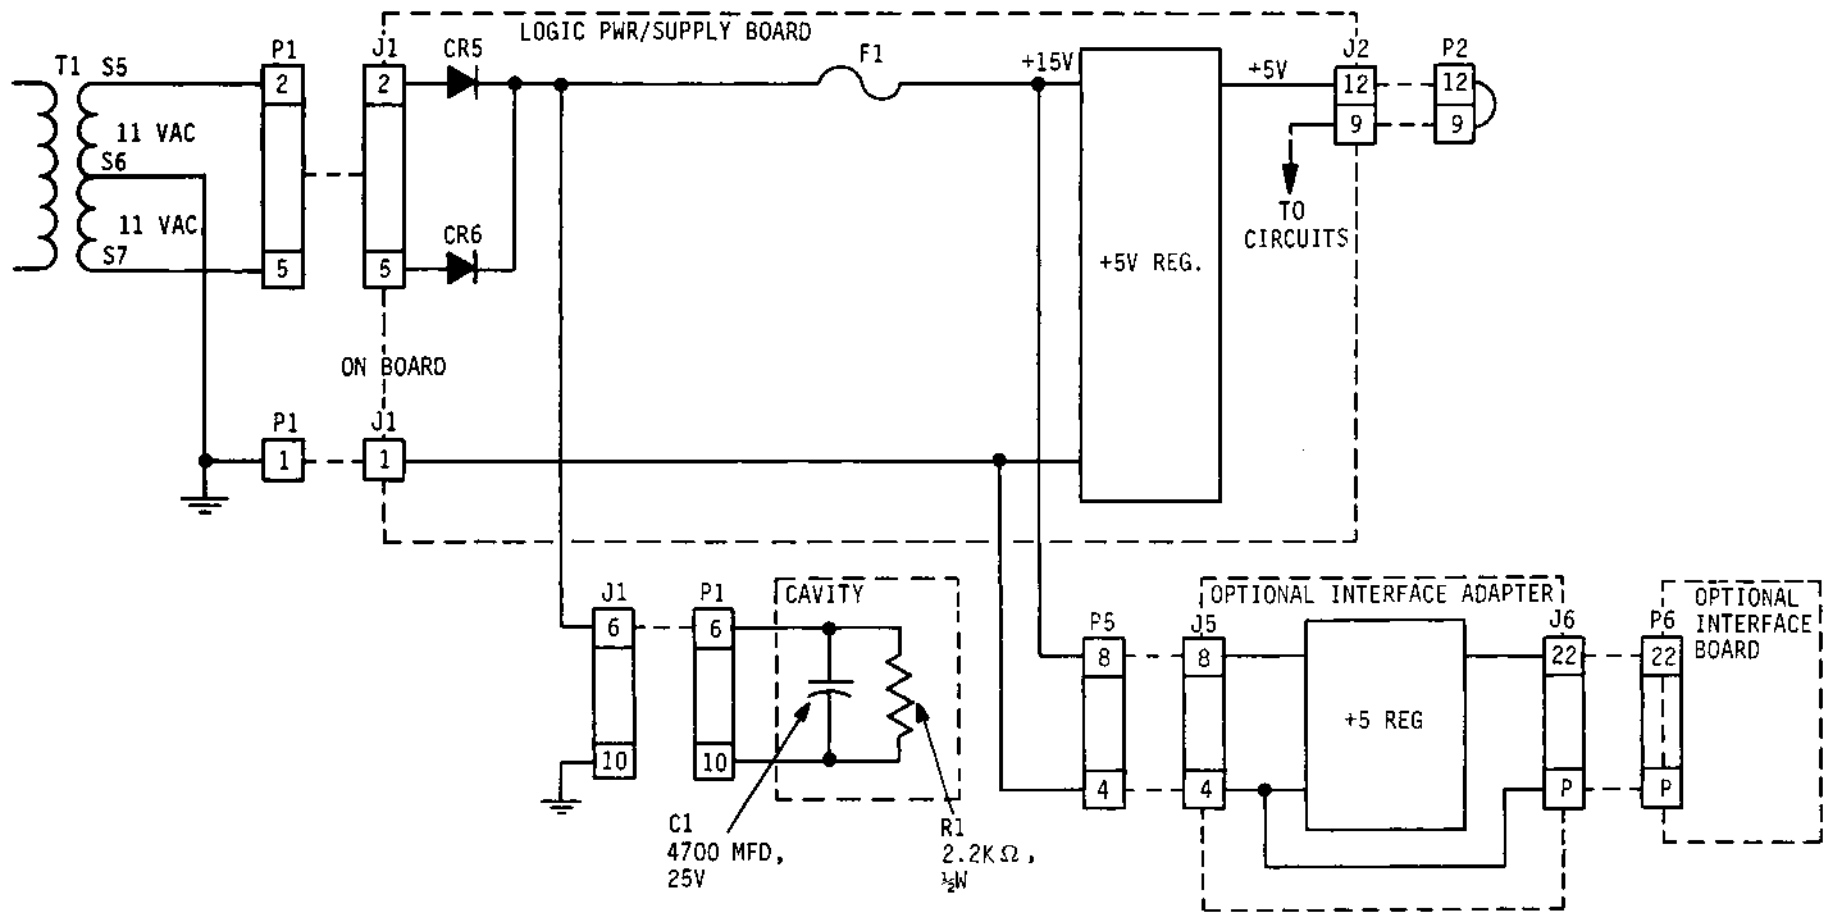 LOGIC PWR/SUPPLY BOARD
T1
S5
P1
J1
CR5
F1
+15V
+5V
J2
P2
2
2
12
12
11 VAC
9
9
S6
11 VAC
TO
CIRCUITS
S7
CR6
5
5
+5V REG.
ON BOARD
P1
J1
1
1
J1
P1
CAVITY
6
6
10
10
C1
4700 MFD,
25V
R1
2.2KΩ,
½W
P5
J5
OPTIONAL INTERFACE ADAPTER
J6
P6
OPTIONAL
INTERFACE
BOARD
8
8
22
22
+5 REG
4
4
P
P